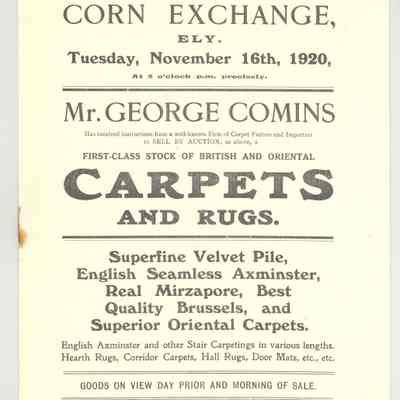 CORN EXCHANGE,
ELY.
Tuesday, November 16th, 1920,
At 2 o'clock p.m. precisely.
Mr. GEORGE COMINS
Has received instructions from a well-known Firm of Carpet Factors and Importers
to SELL BY AUCTION, as above, a
FIRST-CLASS STOCK OF BRITISH AND ORIENTAL
CARPETS
AND RUGS.
Superfine Velvet Pile,
English Seamless Axminster,
Real Mirzapore, Best
Quality Brussels, and
Superior Oriental Carpets.
English Axminster and other Stair Carpetings in various lengths.
Hearth Rugs, Corridor Carpets, Hall Rugs, Door Mats, etc., etc.
GOODS ON VIEW DAY PRIOR AND MORNING OF SALE.